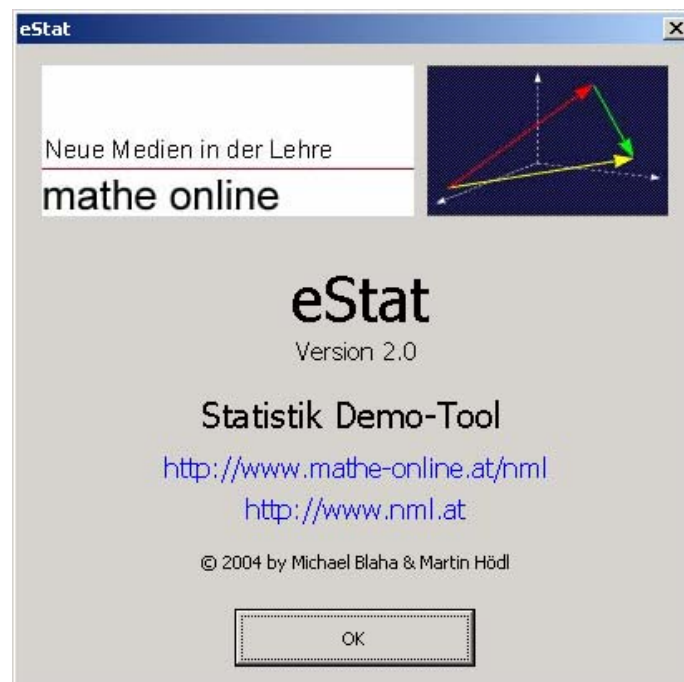 eStat
Neue Medien in der Lehre
mathe online
eStat
Version 2.0
Statistik Demo-Tool
http://www.mathe-online.at/nml
http://www.nml.at
© 2004 by Michael Blaha & Martin Hödl
OK